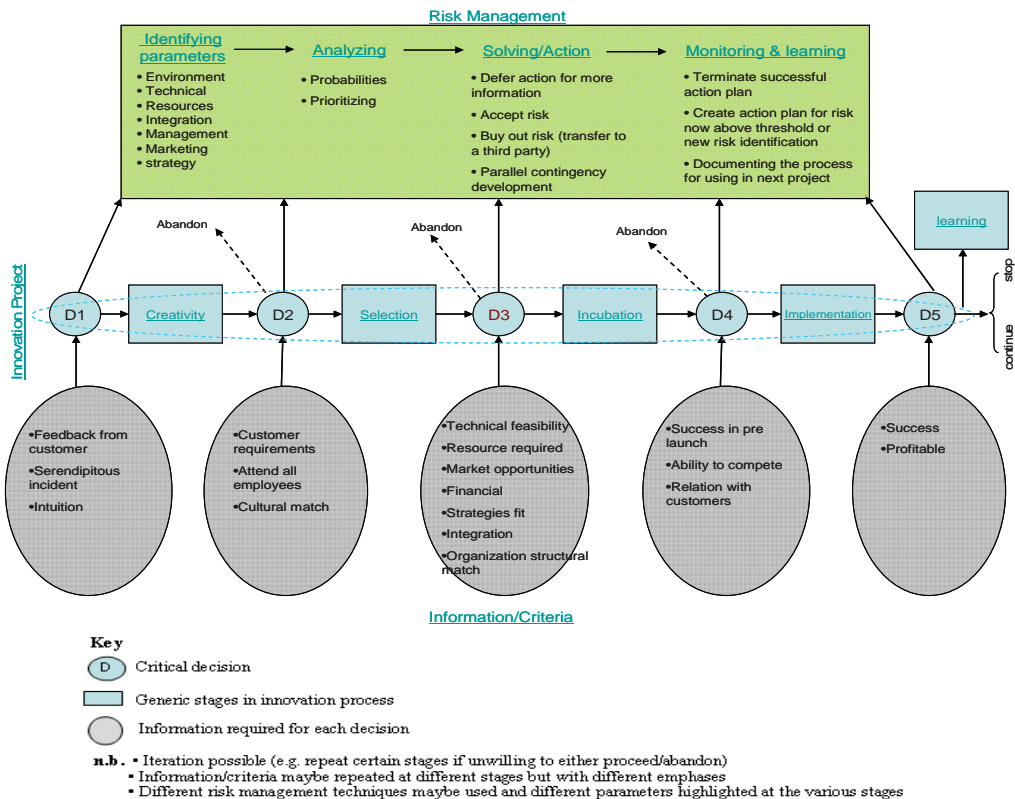 Risk Management
Identifying
parameters
• Environment
• Technical
• Resources
• Integration
• Management
• Marketing
• strategy
Analyzing
• Probabilities
• Prioritizing
Solving/Action
• Defer action for more
information
• Accept risk
• Buy out risk (transfer to
a third party)
• Parallel contingency
development
Monitoring & learning
• Terminate successful
action plan
• Create action plan for risk
now above threshold or
new risk identification
• Documenting the process
for using in next project
Abandon
Abandon
Abandon
learning
Innovation Project
D1
Creativity
D2
Selection
D3
Incubation
D4
Implementation
D5
stop
continue
•Feedback from
customer
•Serendipitous
incident
•Intuition
•Customer
requirements
•Attend all
employees
•Cultural match
•Technical feasibility
•Resource required
•Market opportunities
•Financial
•Strategies fit
•Integration
•Organization structural
match
•Success in pre
launch
•Ability to compete
•Relation with
customers
•Success
•Profitable
Information/Criteria
Key
D Critical decision
Generic stages in innovation process
Information required for each decision
n.b. ▪ Iteration possible (e.g. repeat certain stages if unwilling to either proceed/abandon)
▪ Information/criteria maybe repeated at different stages but with different emphases
▪ Different risk management techniques maybe used and different parameters highlighted at the various stages